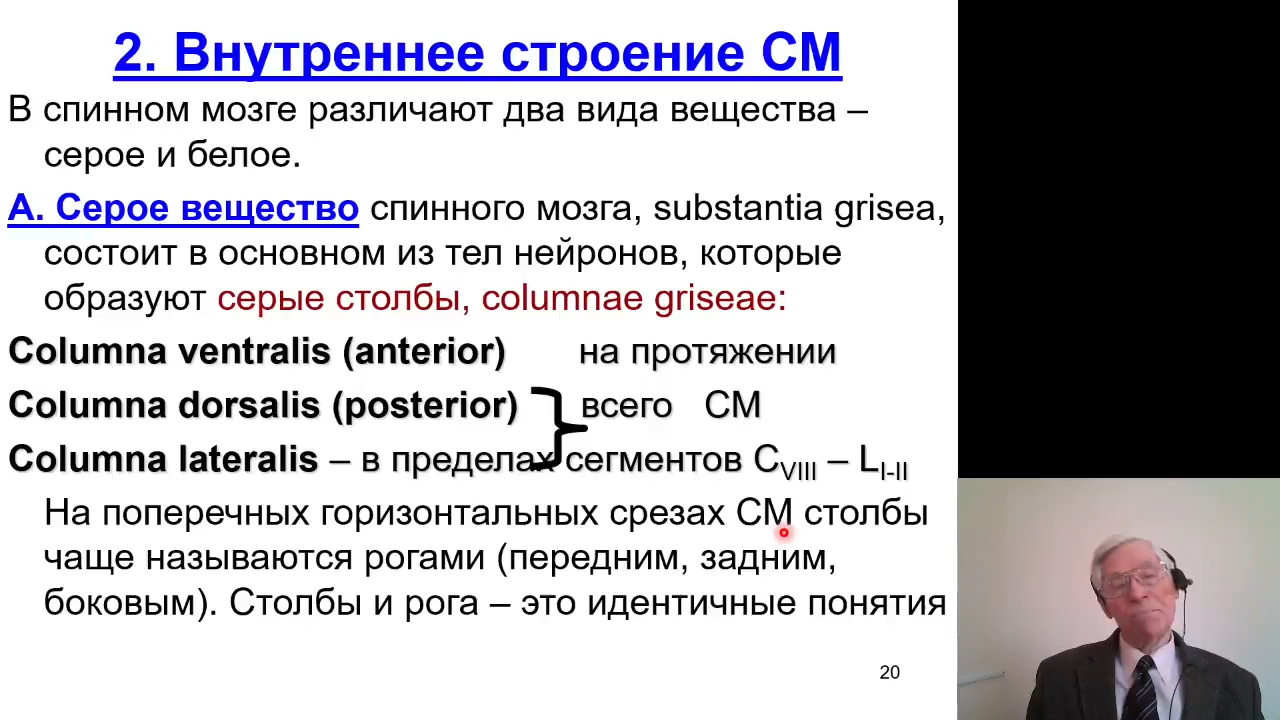 2. Внутреннее строение СМ
В спинном мозге различают два вида вещества –
серое и белое.
А. Серое вещество спинного мозга, substantia grisea,
состоит в основном из тел нейронов, которые
образуют серые столбы, columnae griseae:
Columna ventralis (anterior) на протяжении
Columna dorsalis (posterior) всего СМ
Columna lateralis – в пределах сегментов CVIII – LI-II
На поперечных горизонтальных срезах СМ столбы
чаще называются рогами (передним, задним,
боковым). Столбы и рога – это идентичные понятия
20